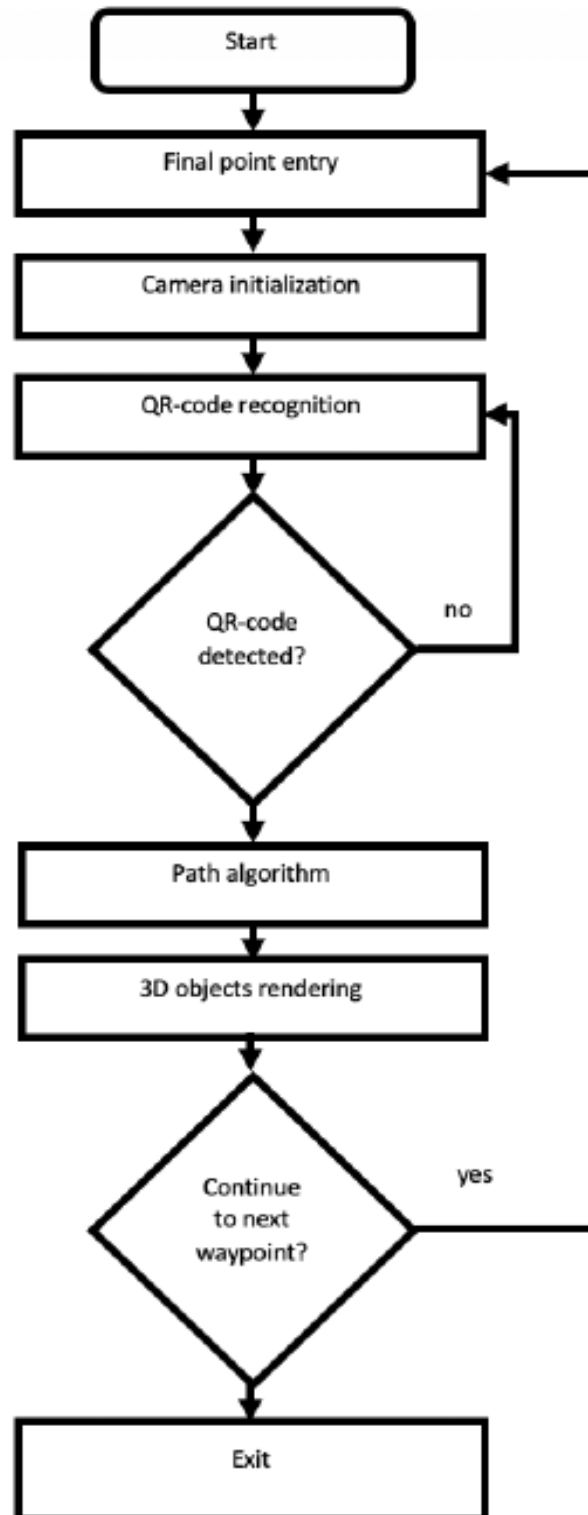 Start
Final point entry
Camera initialization
QR-code recognition
QR-code
detected?
no
Path algorithm
3D objects rendering
Continue
to next
waypoint?
yes
Exit